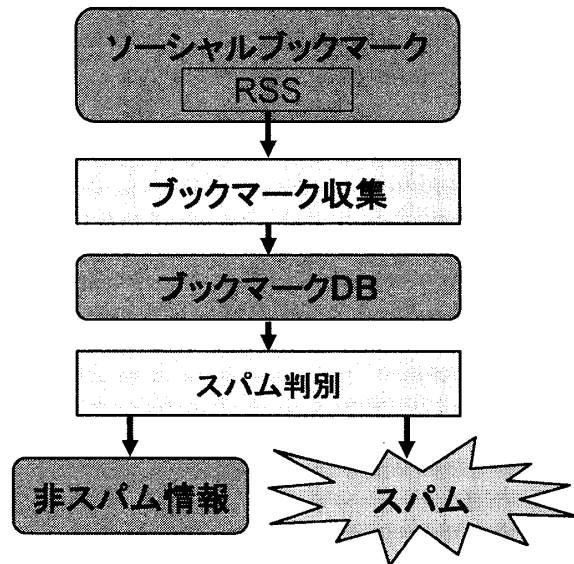 ソーシャルブックマーク
RSS
ブックマーク収集
ブックマークDB
スパム判別
非スパム情報
スパム